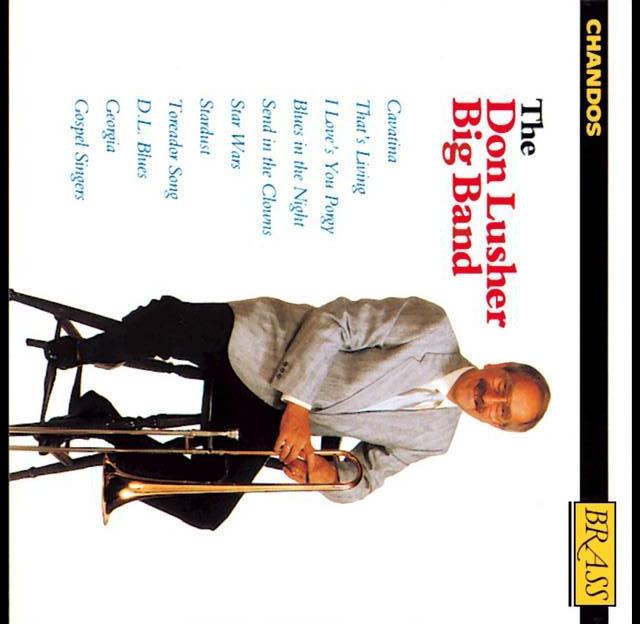 CHANDOS
The
Don Lusher
Big Band
Cavatina
That's Living
I Love's You Porgy
Blues in the Night
Send in the Clowns
Star Wars
Stardust
Toreador Song
D.L. Blues
Georgia
Gospel Singers
BRASS